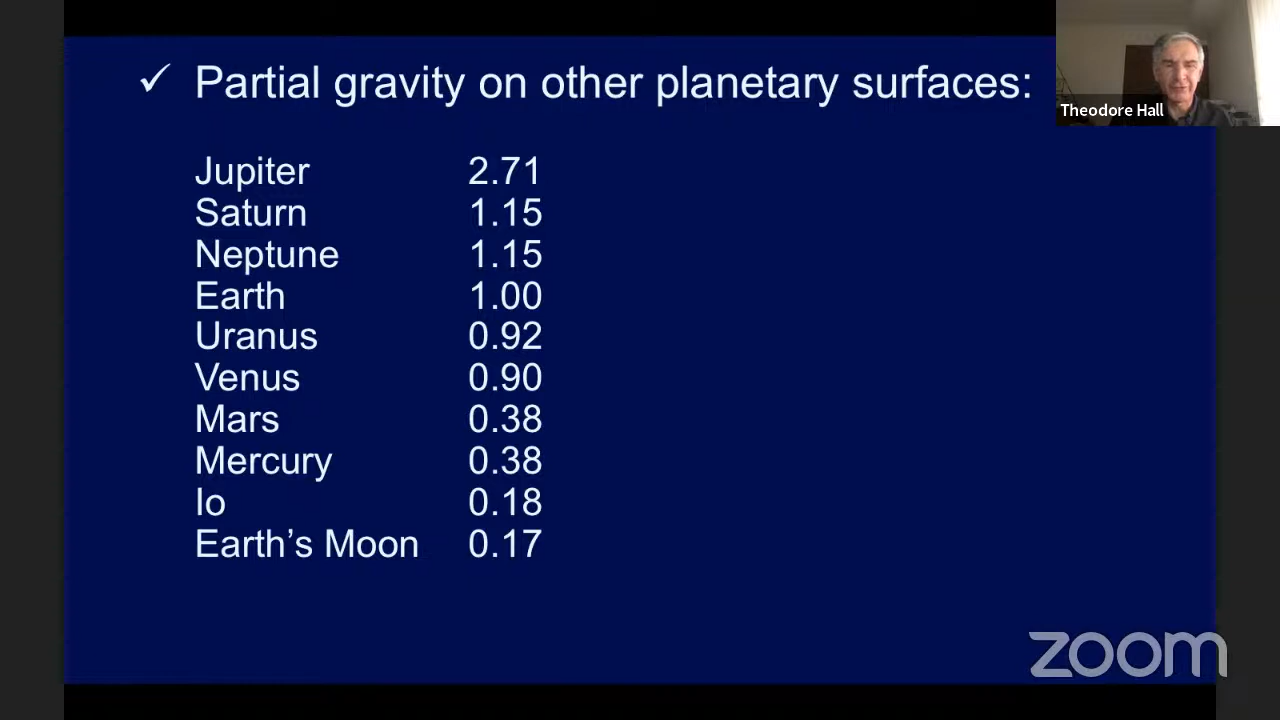 ✓ Partial gravity on other planetary surfaces:
Theodore Hall
Jupiter 2.71
Saturn 1.15
Neptune 1.15
Earth 1.00
Uranus 0.92
Venus 0.90
Mars 0.38
Mercury 0.38
Io 0.18
Earth’s Moon 0.17
zoom